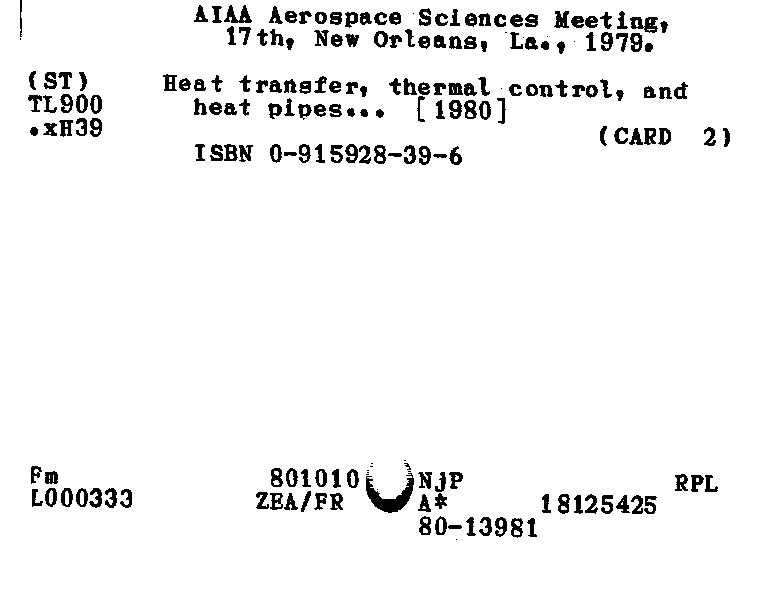 AIAA Aerospace Sciences Meeting,
17th, New Orleans, La., 1979.
(ST) Heat transfer, thermal control, and
TL900 heat pipes... [1980]
.xH39 (CARD 2)
ISBN 0-915928-39-6
Fm 801010 NjP RPL
L000333 ZEA/FR A* 18125425
80-13981